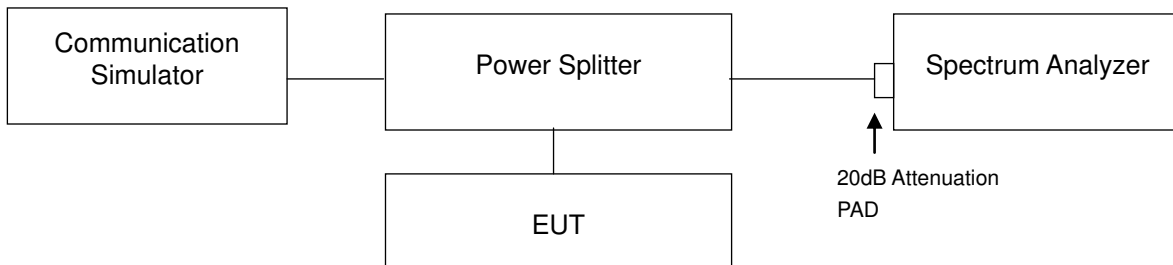 Communication
Simulator
Power Splitter
Spectrum Analyzer
20dB Attenuation
PAD
EUT